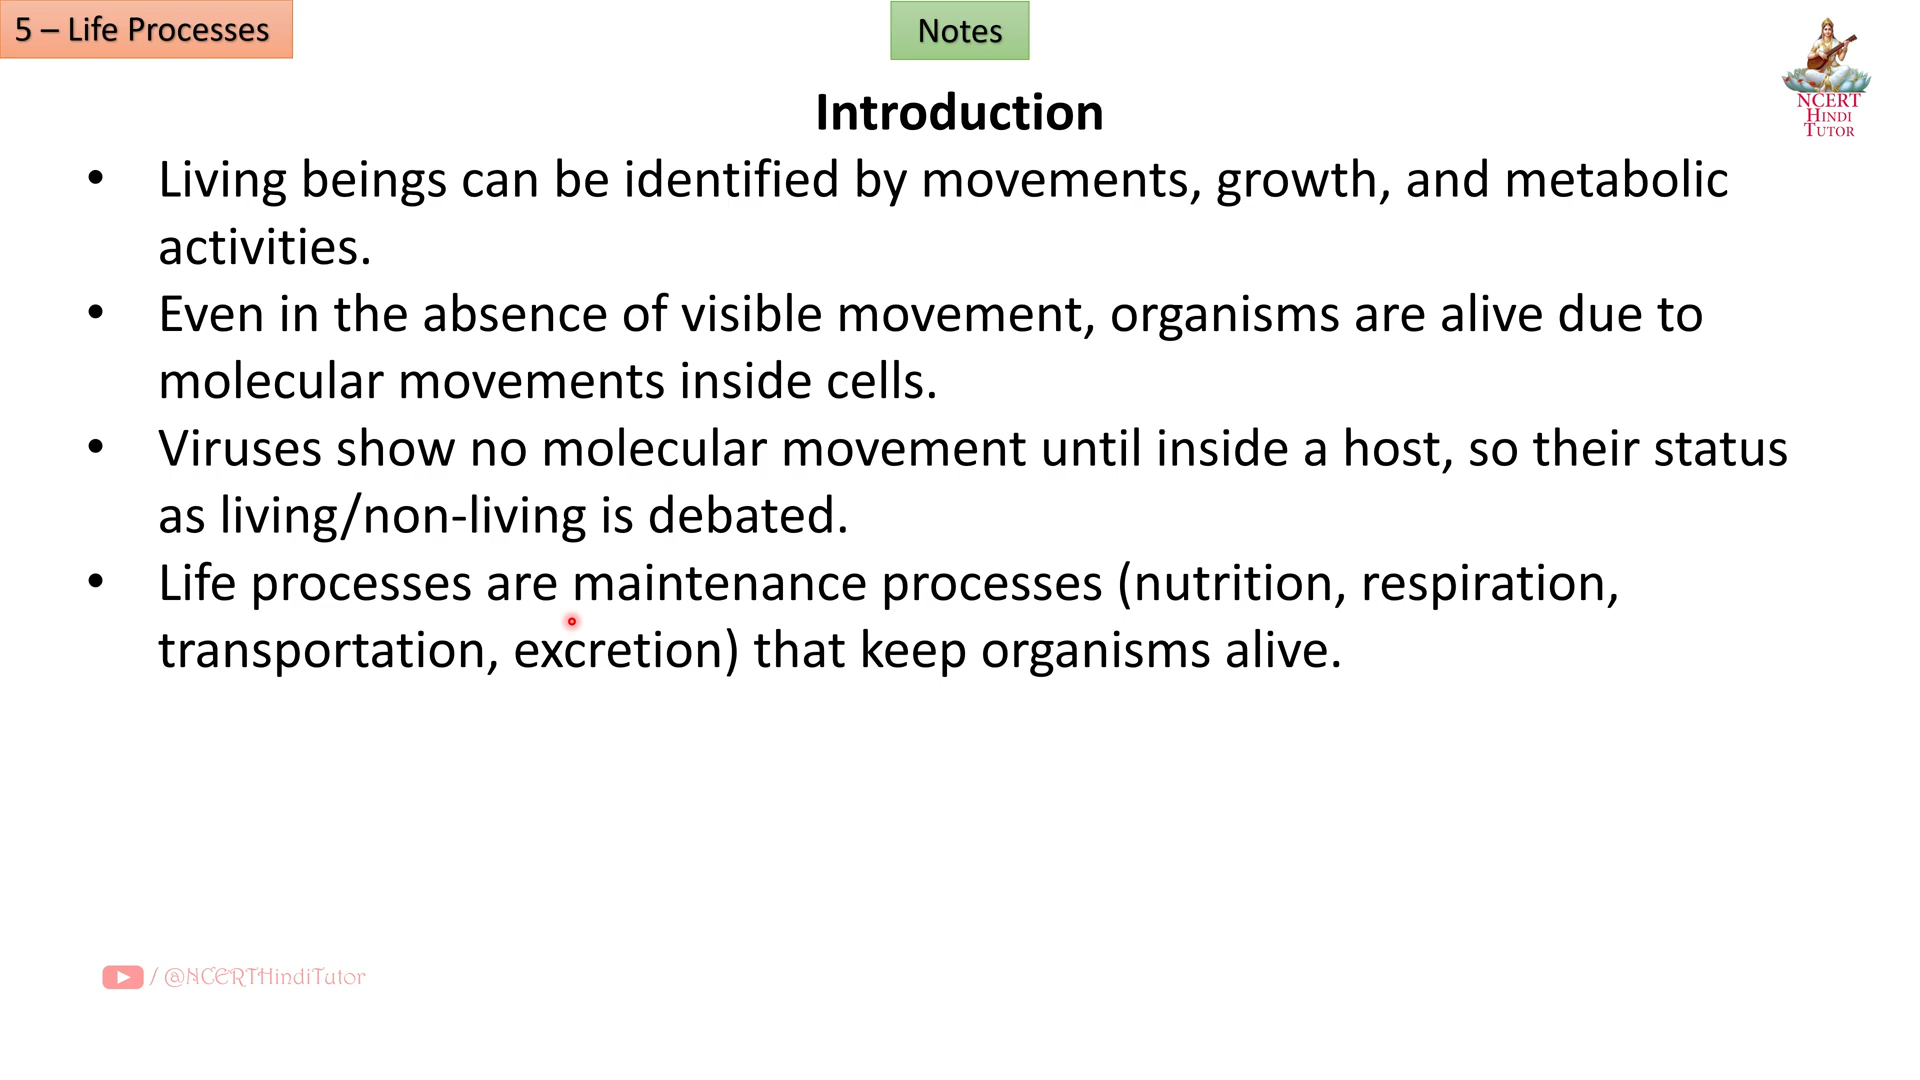 5 – Life Processes
Notes
NCERT
HINDI
TUTOR
Introduction
• Living beings can be identified by movements, growth, and metabolic
activities.
• Even in the absence of visible movement, organisms are alive due to
molecular movements inside cells.
• Viruses show no molecular movement until inside a host, so their status
as living/non-living is debated.
• Life processes are maintenance processes (nutrition, respiration,
transportation, excretion) that keep organisms alive.
/ @NCERTHindiTutor